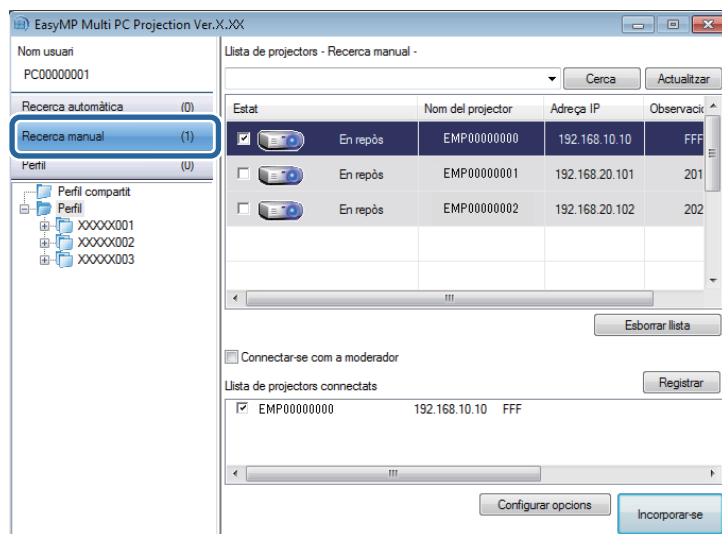 EasyMP Multi PC Projection Ver.X.XX
Nom usuari
PC00000001
Recerca automàtica (0)
Recerca manual (1)
Perfil (0)
Perfil compartit
Perfil
XXXXX001
XXXXX002
XXXXX003
Llista de projectors - Recerca manual -
Cerca Actualitzar
Estat Nom del projector Adreça IP Observacio
En repòs EMP00000000 192.168.10.10 FFF
En repòs EMP00000001 192.168.20.101 201
En repòs EMP00000002 192.168.20.102 202
Esborrar llista
Connectar-se com a moderador
Llista de projectors connectats Registrar
EMP00000000 192.168.10.10 FFF
Configurar opcions Incorporar-se